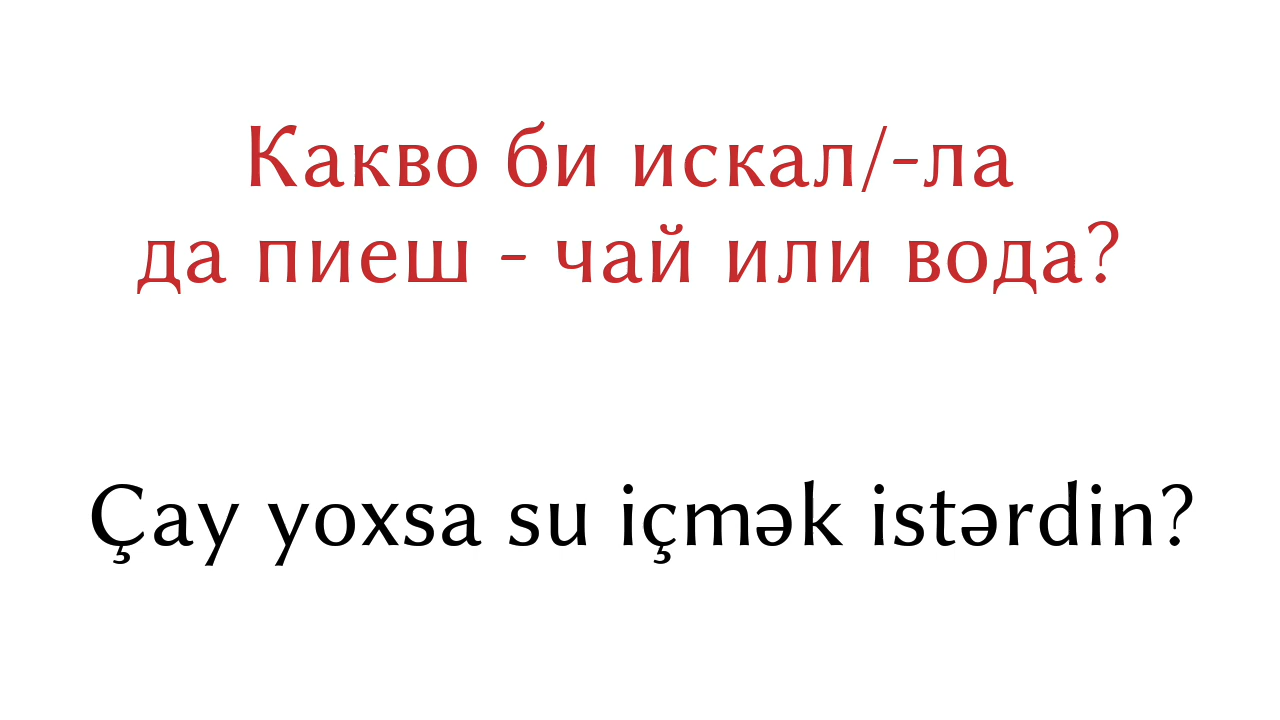 Какво би искал/-ла
да пиеш - чай или вода?
Çay yoxsa su içmək istərdin?